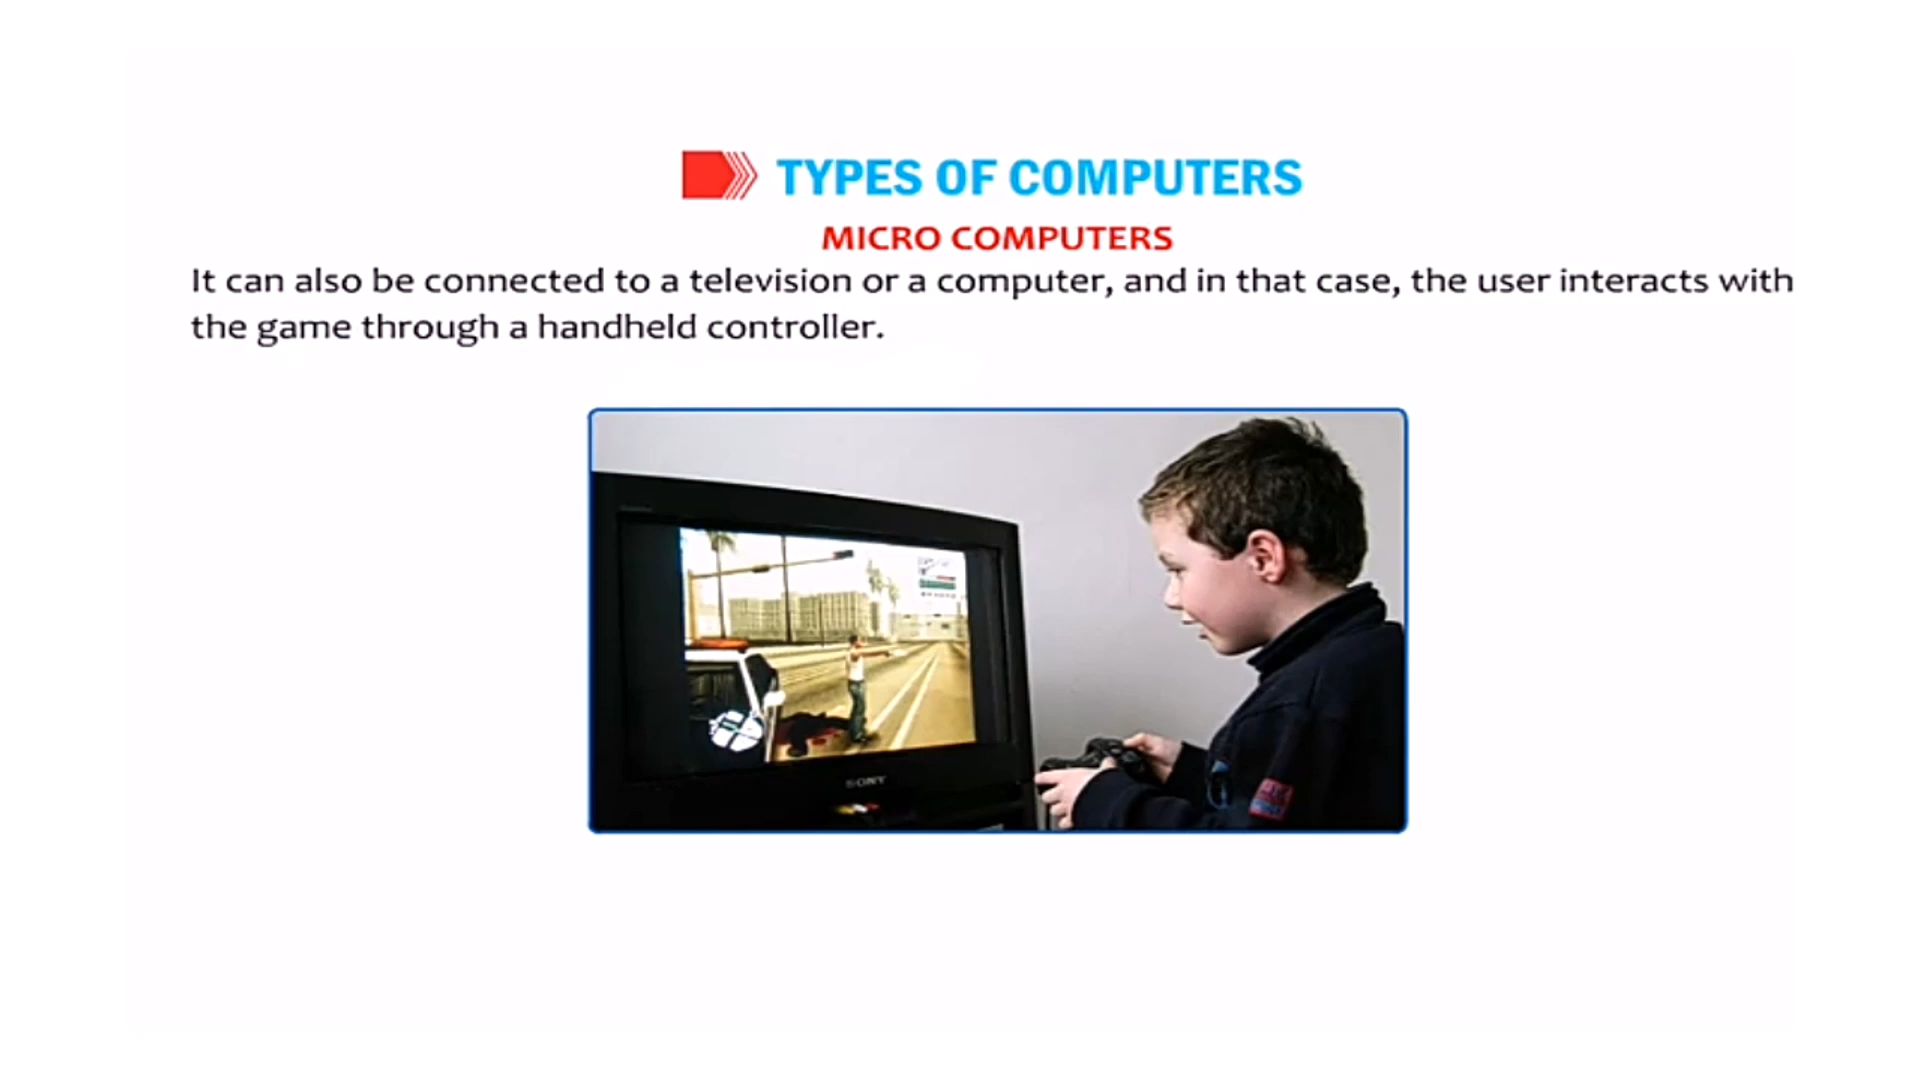 TYPES OF COMPUTERS
MICRO COMPUTERS
It can also be connected to a television or a computer, and in that case, the user interacts with
the game through a handheld controller.
SONY